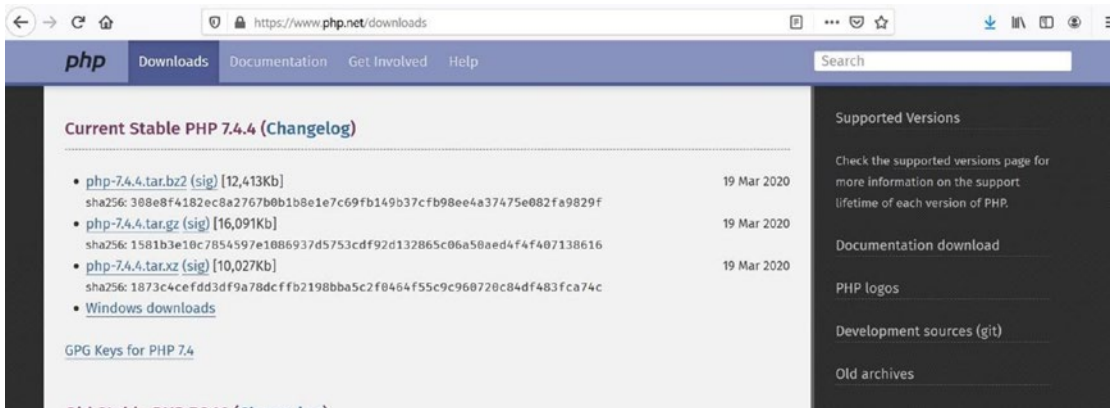 https://www.php.net/downloads
php Downloads Documentation Get Involved Help Search
Current Stable PHP 7.4.4 (Changelog)
• php-7.4.4.tar.bz2 (sig) [12,413Kb] 19 Mar 2020
sha256: 308e8f4182ec8a2767b0b1b8e1e7c69fb149b37cfb98ee4a37475e082fa9829f
• php-7.4.4.tar.gz (sig) [16,091Kb] 19 Mar 2020
sha256: 1581b3e10c7854597e1086937d5753cdf92d132865c06a50aed4f4f407138616
• php-7.4.4.tar.xz (sig) [10,027Kb] 19 Mar 2020
sha256: 1873c4cefdd3df9a78dcffb2198bba5c2f0464f55c9c960720c84df483fca74c
• Windows downloads
GPG Keys for PHP 7.4
Supported Versions
Check the supported versions page for
more information on the support
lifetime of each version of PHP.
Documentation download
PHP logos
Development sources (git)
Old archives